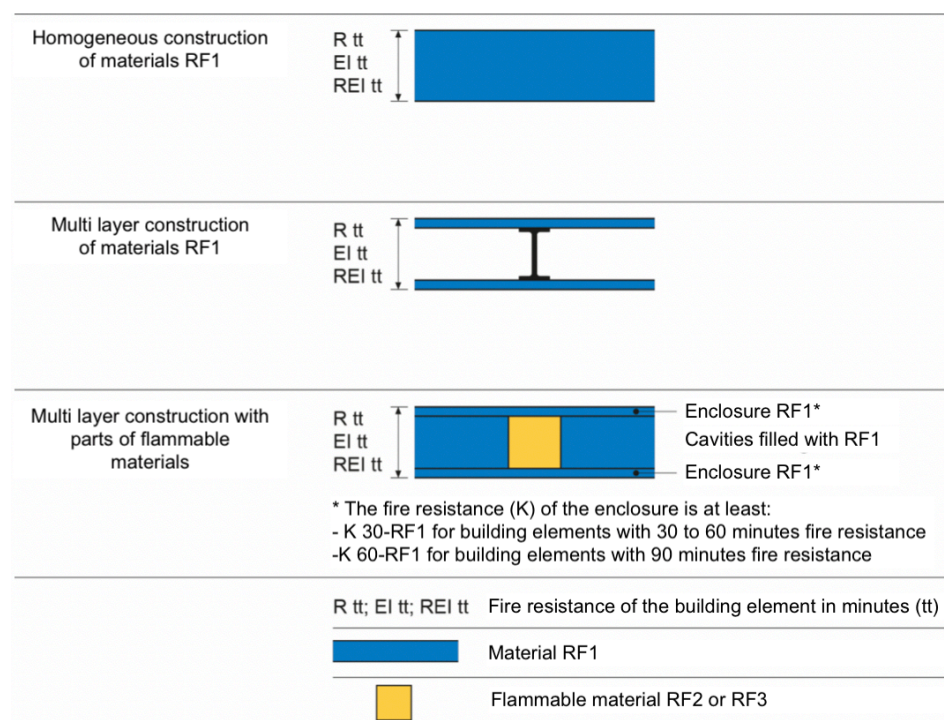 Homogeneous construction
of materials RF1
R tt
EI tt
REI tt
Multi layer construction
of materials RF1
R tt
EI tt
REI tt
Multi layer construction with
parts of flammable
materials
R tt
EI tt
REI tt
Enclosure RF1*
Cavities filled with RF1
Enclosure RF1*
* The fire resistance (K) of the enclosure is at least:
- K 30-RF1 for building elements with 30 to 60 minutes fire resistance
-K 60-RF1 for building elements with 90 minutes fire resistance
R tt; EI tt; REI tt Fire resistance of the building element in minutes (tt)
Material RF1
Flammable material RF2 or RF3